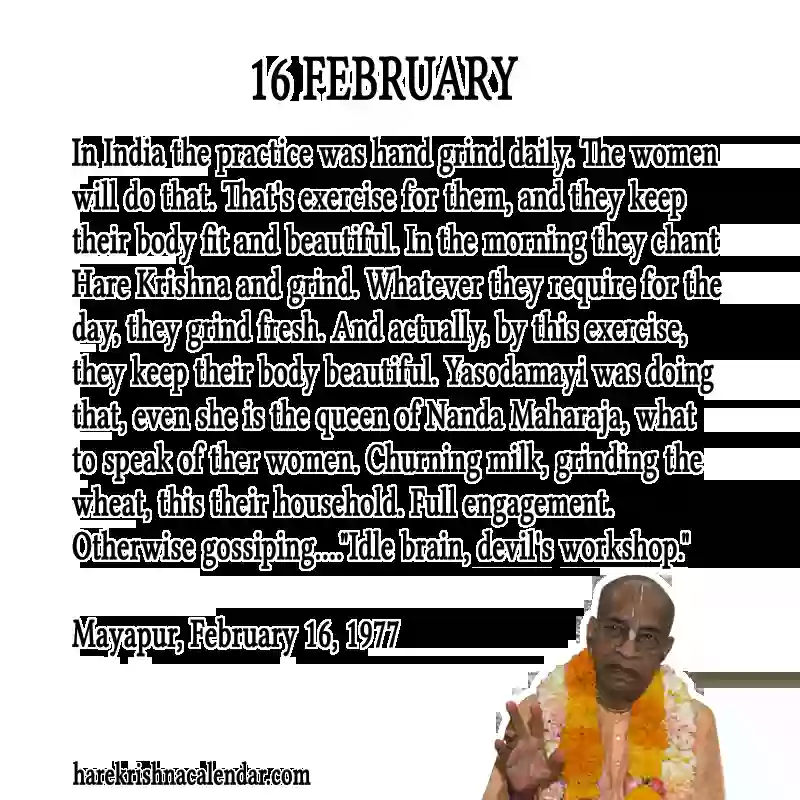 16 FEBRUARY
In India the practice was hand grind daily. The women
will do that. That's exercise for them, and they keep
their body fit and beautiful. In the morning they chant
Hare Krishna and grind. Whatever they require for the
day, they grind fresh. And actually, by this exercise,
they keep their body beautiful. Yasodamayi was doing
that, even she is the queen of Nanda Maharaja, what
to speak of ther women. Churning milk, grinding the
wheat, this their household. Full engagement.
Otherwise gossiping...."Idle brain, devil's workshop."
Mayapur, February 16, 1977
harekrishnacalendar.com